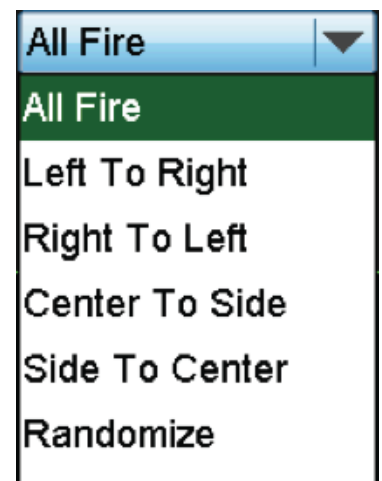 All Fire
All Fire
Left To Right
Right To Left
Center To Side
Side To Center
Randomize